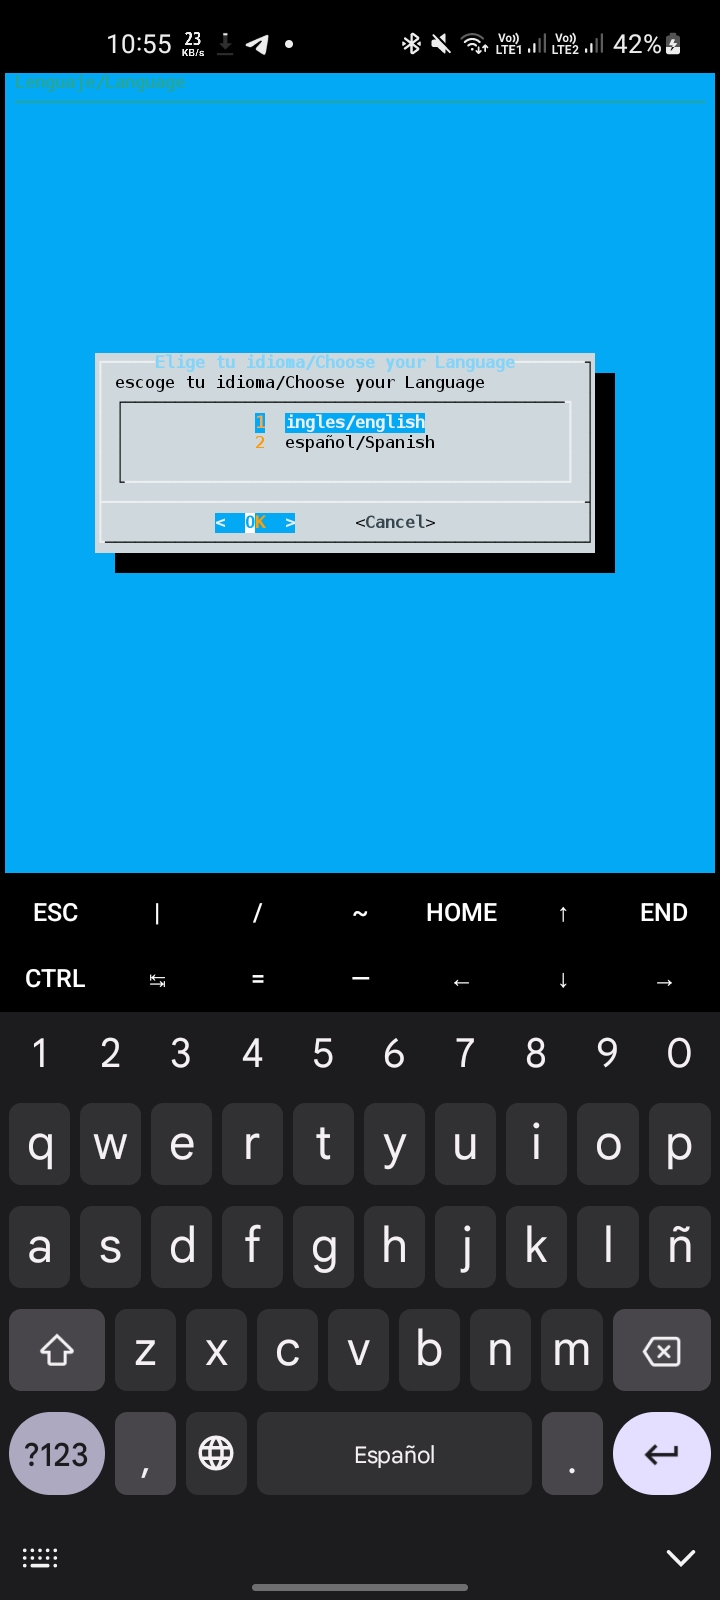 10:55 23 KB/s Vo)) LTE1 Vo)) LTE2 42%
Lenguaje/Language
Elige tu idioma/Choose your Language
escoge tu idioma/Choose your Language
1 ingles/english
2 español/Spanish
< OK > <Cancel>
ESC | / ~ HOME ↑ END
CTRL ↹ = — ← ↓ →
1 2 3 4 5 6 7 8 9 0
q w e r t y u i o p
a s d f g h j k l ñ
z x c v b n m
?123 , Español .